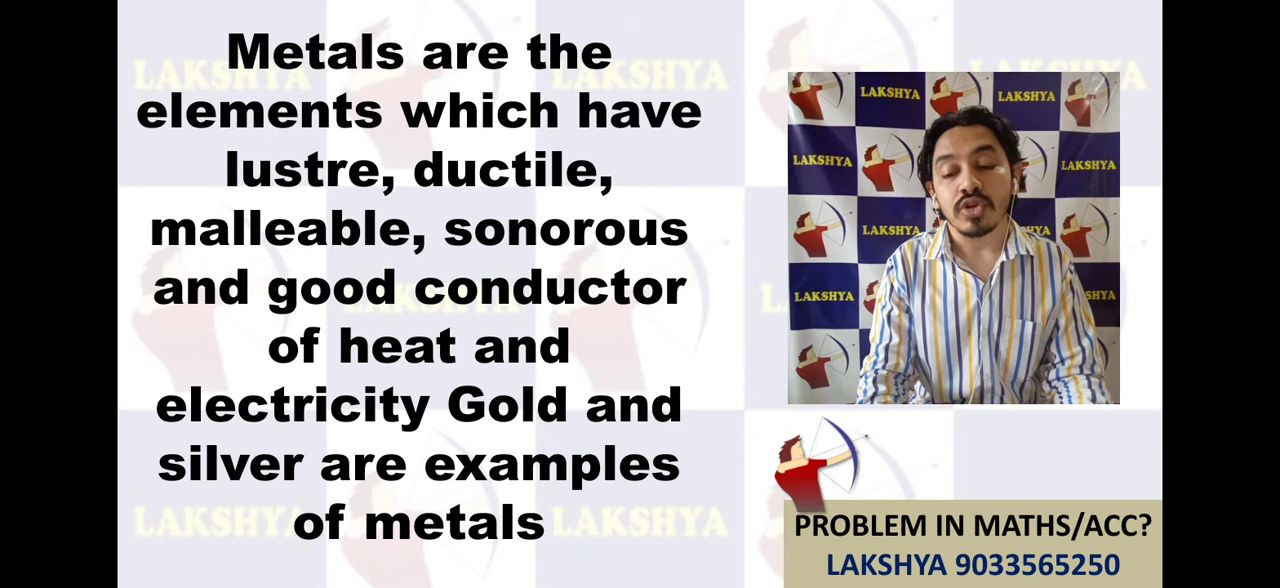 Metals are the
elements which have
lustre, ductile,
malleable, sonorous
and good conductor
of heat and
electricity Gold and
silver are examples
of metals
LAKSHYA
LAKSHYA
LAKSHYA
LAKSHYA
LAKSHYA
LAKSHYA
PROBLEM IN MATHS/ACC?
LAKSHYA 9033565250